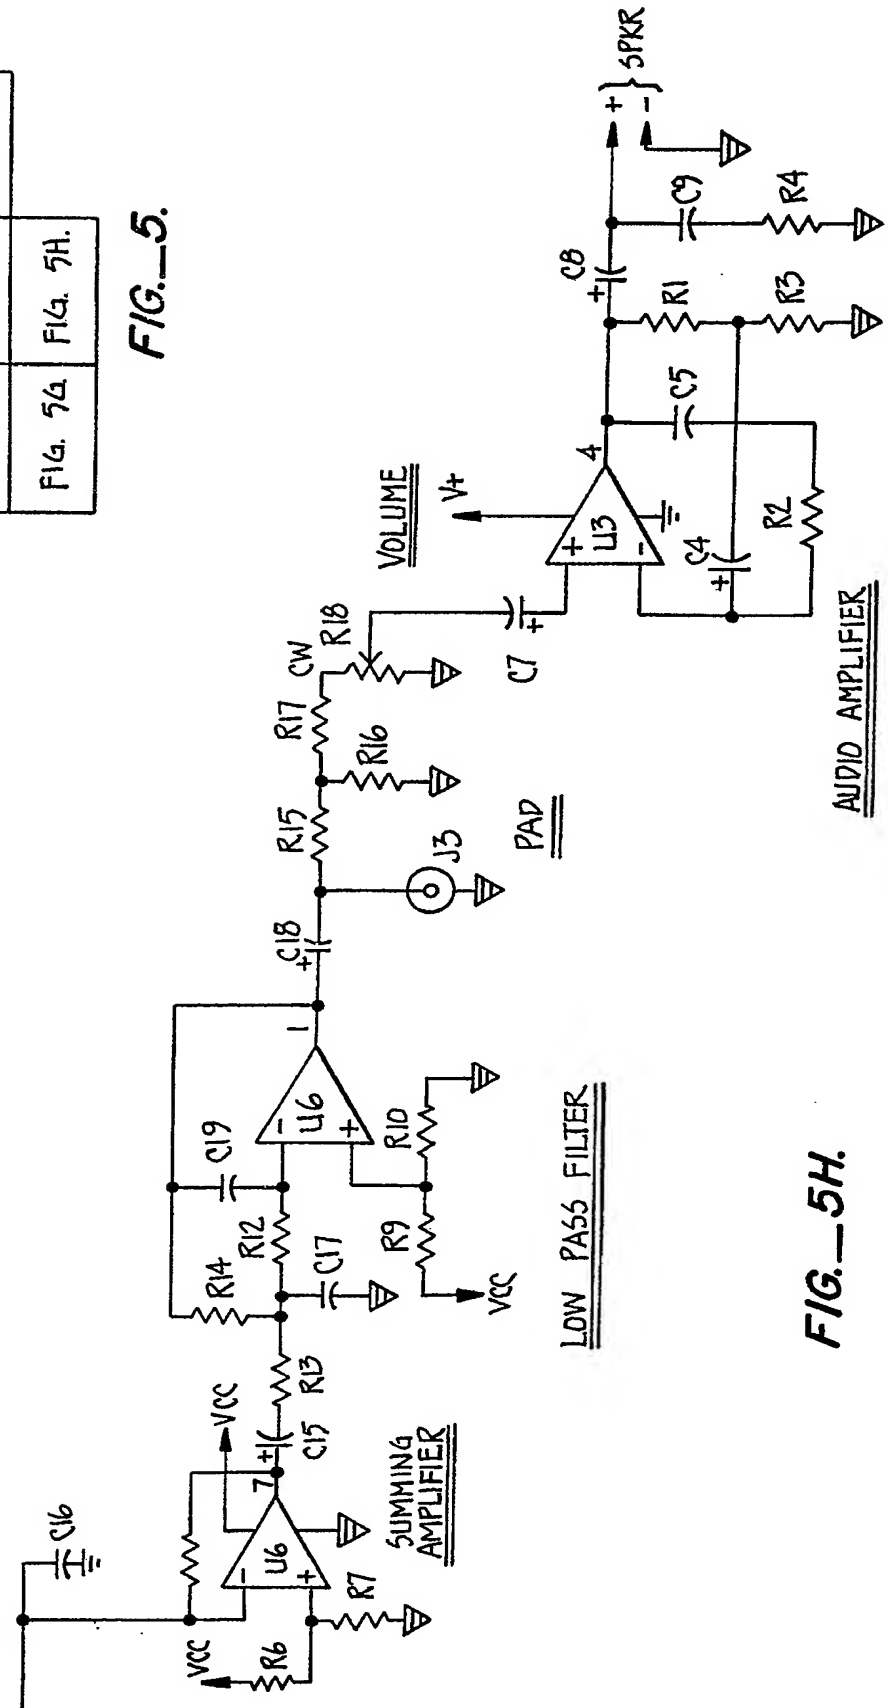 FIG. 5G
FIG. 5H.
FIG._5.
C16
VCC
R6
R7
U6
-
+
7
VCC
SUMMING
AMPLIFIER
+
C15
R13
R14
C17
R12
C19
U6
-
+
1
R9
VCC
R10
LOW PASS FILTER
+
C18
J3
R15
R16
R17
PAD
CW
R18
VOLUME
C7
+
V+
U3
+
-
4
C4
+
R2
C5
R1
R3
C8
+
C9
R4
+
-
SPKR
AUDIO AMPLIFIER
FIG._5H.